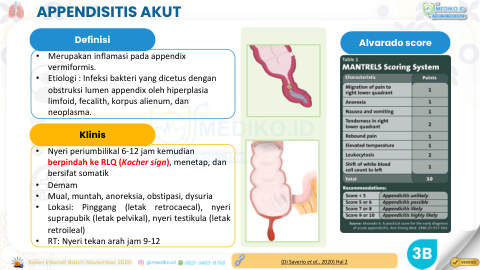 APPENDISITIS AKUT
MEDIKO.ID
Definisi
• Merupakan inflamasi pada appendix
vermiformis.
• Etiologi : Infeksi bakteri yang dicetus dengan
obstruksi lumen appendix oleh hiperplasia
limfoid, fecalith, korpus alienum, dan
neoplasma.
Klinis
• Nyeri periumbilikal 6-12 jam kemudian
berpindah ke RLQ (Kocher sign), menetap, dan
bersifat somatik
• Demam
• Mual, muntah, anoreksia, obstipasi, dysuria
• Lokasi: Pinggang (letak retrocaecal), nyeri
suprapubik (letak pelvikal), nyeri testikula (letak
retroileal)
• RT: Nyeri tekan arah jam 9-12
MEDIKO.ID
Alvarado score
Table 1
MANTRELS Scoring System
Characteristic Points
Migration of pain to
right lower quadrant 1
Anorexia 1
Nausea and vomiting 1
Tenderness in right
lower quadrant 2
Rebound pain 1
Elevated temperature 1
Leukocytosis 2
Shift of white blood
cell count to left 1
Total 10
Recommendations:
Score < 5 Appendicitis unlikely
Score 5 or 6 Appendicitis possible
Score 7 or 8 Appendicitis likely
Score 9 or 10 Appendicitis highly likely
3B
(Di Saverio et al., 2020) Hal 2